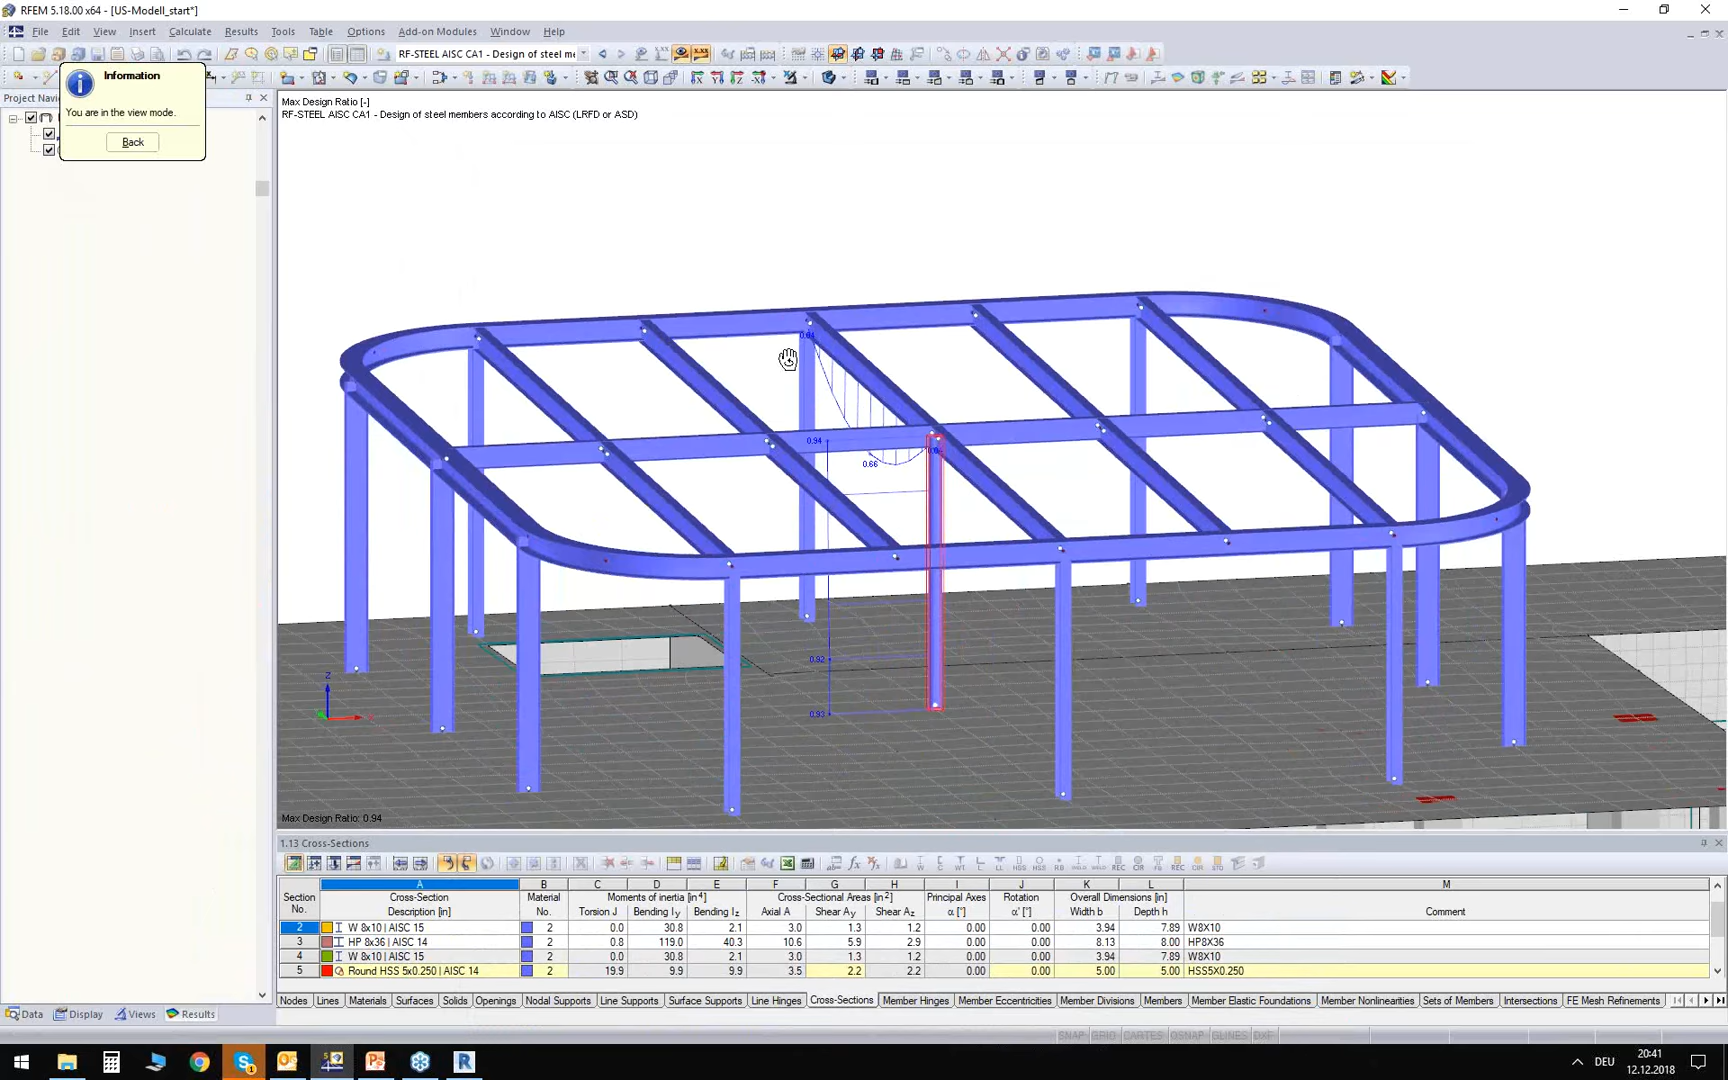 RFEM 5.18.00 x64 - [US-Modell_start*]
File Edit View Insert Calculate Results Tools Table Options Add-on Modules Window Help
RF-STEEL AISC CA1 - Design of steel me
Project Navi
Information
You are in the view mode.
Back
Max Design Ratio [-]
RF-STEEL AISC CA1 - Design of steel members according to AISC (LRFD or ASD)
0.94
0.66
0.92
0.93
Z
Max Design Ratio: 0.94
1.13 Cross-Sections
A B C D E F G H I J K L M
Section Cross-Section Material Moments of inertia [in⁴] Cross-Sectional Areas [in²] Principal Axes Rotation Overall Dimensions [in]
No. Description [in] No. Torsion J Bending Iy Bending Iz Axial A Shear Ay Shear Az α [°] α' [°] Width b Depth h Comment
2 W 8x10 | AISC 15 2 0.0 30.8 2.1 3.0 1.3 1.2 0.00 0.00 3.94 7.89 W8X10
3 HP 8x36 | AISC 14 2 0.8 119.0 40.3 10.6 5.9 2.9 0.00 0.00 8.13 8.00 HP8X36
4 W 8x10 | AISC 15 2 0.0 30.8 2.1 3.0 1.3 1.2 0.00 0.00 3.94 7.89 W8X10
5 Round HSS 5x0.250 | AISC 14 2 19.9 9.9 9.9 3.5 2.2 2.2 0.00 0.00 5.00 5.00 HSS5X0.250
Nodes Lines Materials Surfaces Solids Openings Nodal Supports Line Supports Surface Supports Line Hinges Cross-Sections Member Hinges Member Eccentricities Member Divisions Members Member Elastic Foundations Member Nonlinearities Sets of Members Intersections FE Mesh Refinements
Data Display Views Results
SNAP GRID CARTES OSNAP GLINES DXF
DEU
20:41
12.12.2018